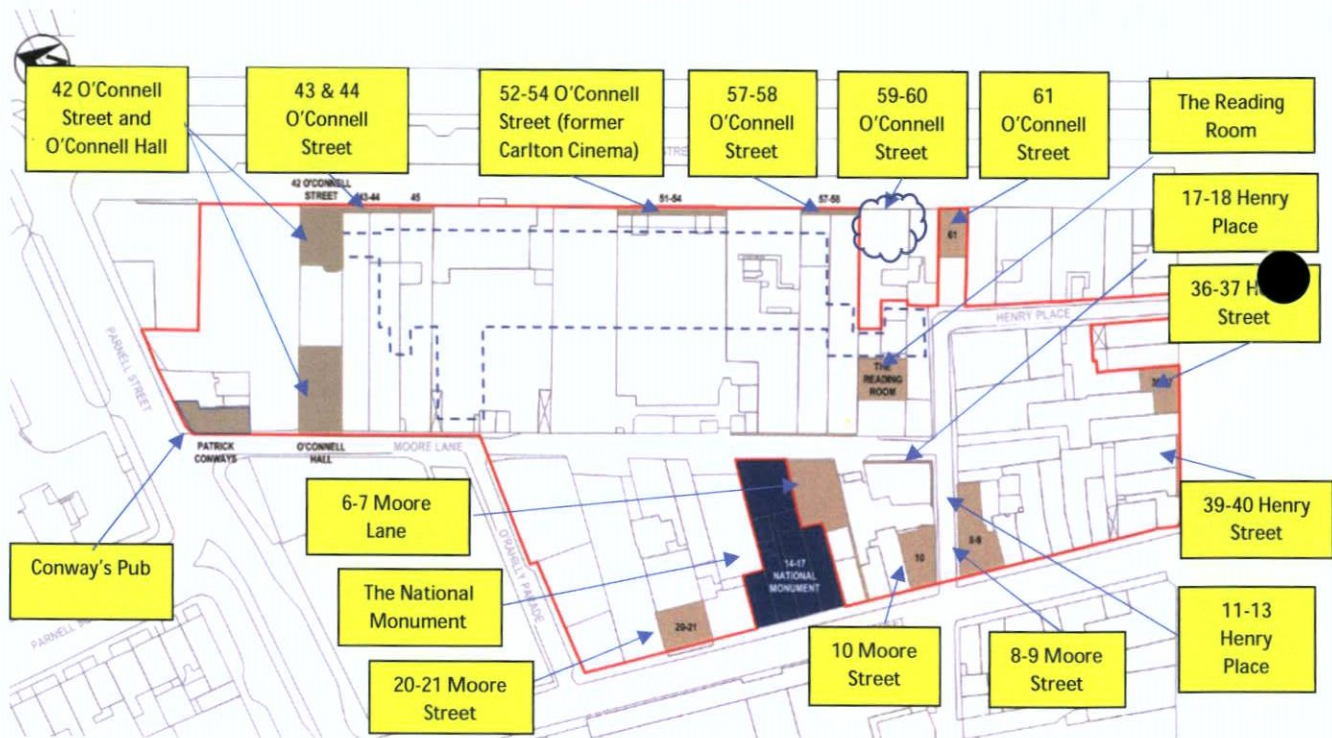 42 O'Connell
Street and
O'Connell Hall
43 & 44
O'Connell
Street
52-54 O'Connell
Street (former
Carlton Cinema)
57-58
O'Connell
Street
59-60
O'Connell
Street
61
O'Connell
Street
The Reading
Room
17-18 Henry
Place
36-37
Street
39-40 Henry
Street
11-13
Henry
Place
8-9 Moore
Street
10 Moore
Street
20-21 Moore
Street
The National
Monument
6-7 Moore
Lane
Conway's Pub
42 O'CONNELL
STREET
43-44
45
51-54
57-58
61
HENRY PLACE
THE
READING
ROOM
PARNELL STREET
PATRICK
CONWAYS
O'CONNELL
HALL
MOORE LANE
O'RAHILLY PARADE
14-17
NATIONAL
MONUMENT
10
8-9
20-21
PARNELL